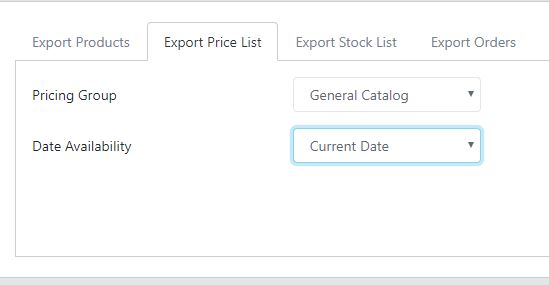 Export Products Export Price List Export Stock List Export Orders
Pricing Group General Catalog
Date Availability Current Date